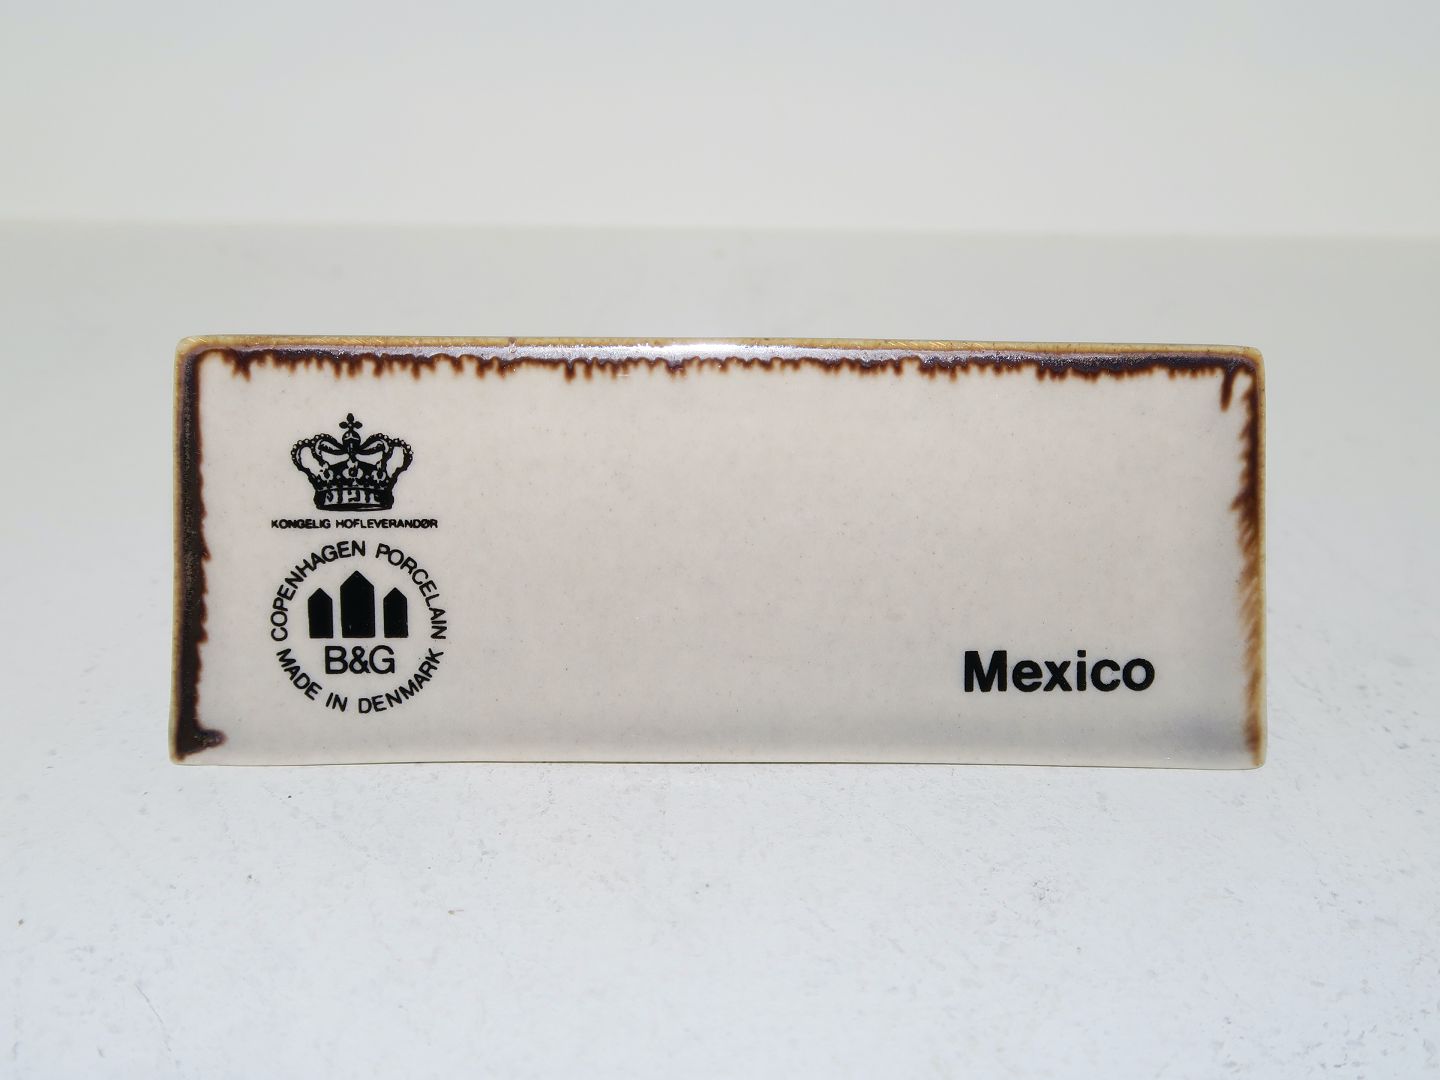 KONGELIG HOFLEVERANDØR
COPENHAGEN PORCELAIN
B&G
MADE IN DENMARK
Mexico